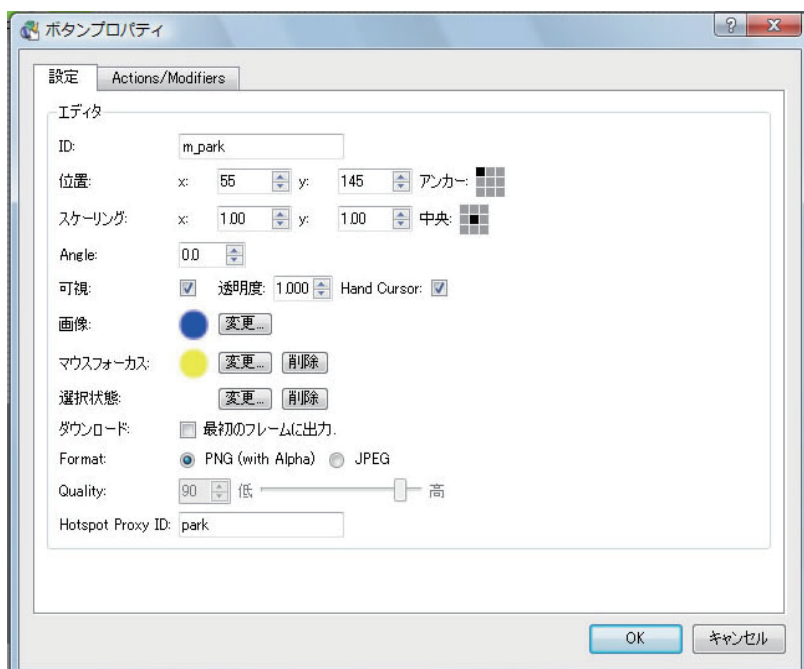 ボタンプロパティ
設定 Actions/Modifiers
エディタ
ID: m_park
位置: x: 55 y: 145 アンカー:
スケーリング: x: 1.00 y: 1.00 中央:
Angle: 0.0
可視: 透明度: 1.000 Hand Cursor:
画像: 変更...
マウスフォーカス: 変更... 削除
選択状態: 変更... 削除
ダウンロード: 最初のフレームに出力.
Format: PNG (with Alpha) JPEG
Quality: 90 低 高
Hotspot Proxy ID: park
OK キャンセル